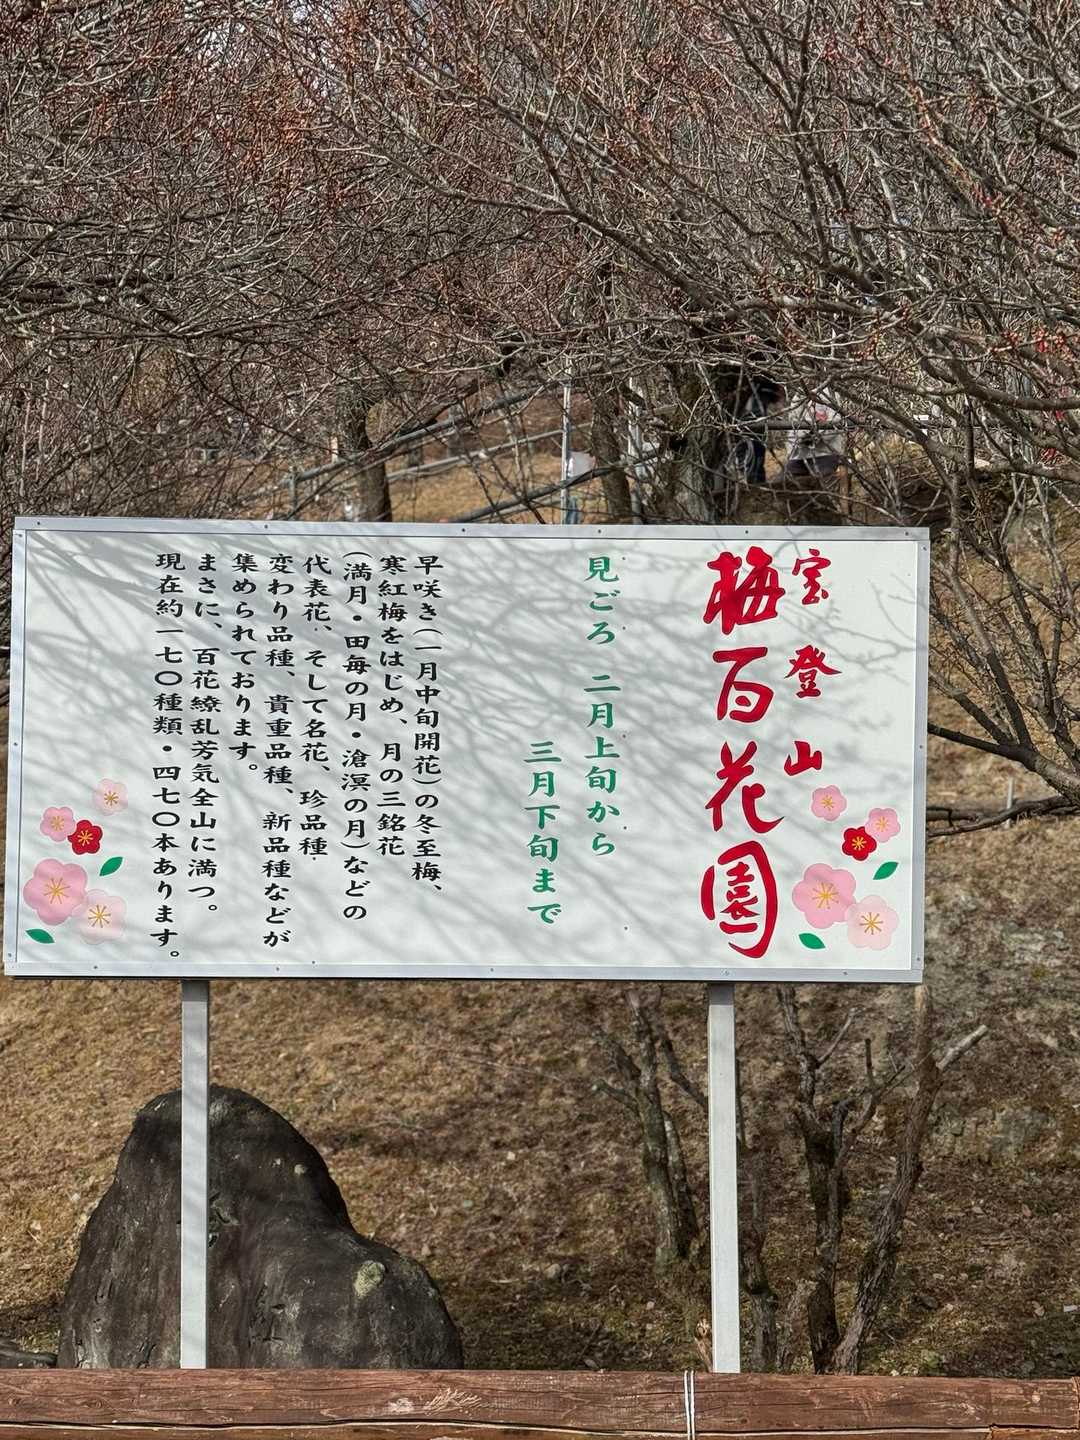 宝登山
梅百花園
見ごろ 二月上旬から
三月下旬まで
早咲き(一月中旬開花)の冬至梅、
寒紅梅をはじめ、月の三銘花
(満月・田毎の月・滄溟の月)などの
代表花、そして名花、珍品種、
変わり品種、貴重品種、新品種などが
集められております。
まさに、百花繚乱芳気全山に満つ。
現在約一七〇種類・四七〇本あります。